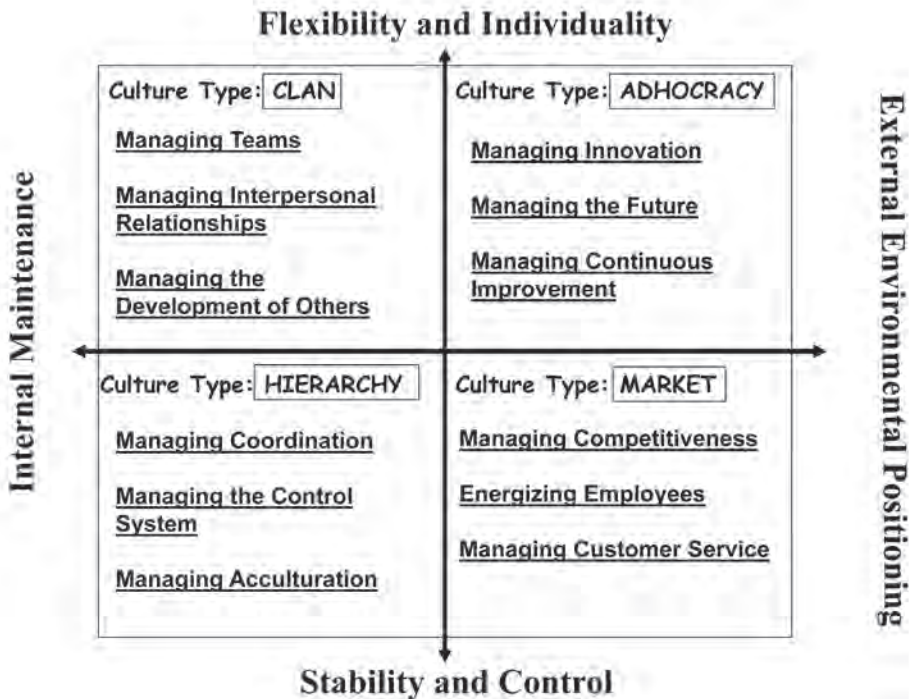 Flexibility and Individuality
Culture Type: CLAN
Managing Teams
Managing Interpersonal
Relationships
Managing the
Development of Others
Culture Type: ADHOCRACY
Managing Innovation
Managing the Future
Managing Continuous
Improvement
Internal Maintenance
External Environmental Positioning
Culture Type: HIERARCHY
Managing Coordination
Managing the Control
System
Managing Acculturation
Culture Type: MARKET
Managing Competitiveness
Energizing Employees
Managing Customer Service
Stability and Control